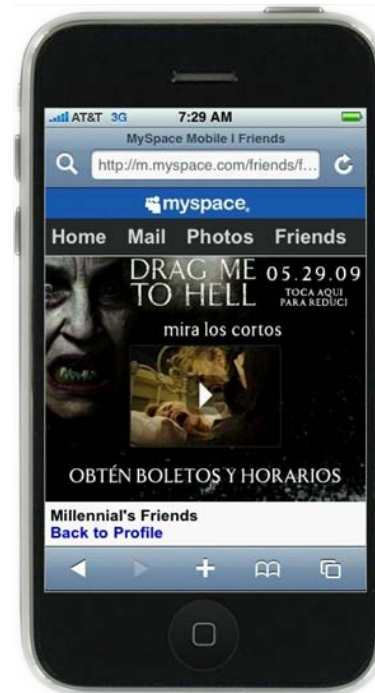 AT&T 3G 7:29 AM
MySpace Mobile | Friends
http://m.myspace.com/friends/f...
myspace.
Home Mail Photos Friends
DRAG ME
TO HELL
05.29.09
TOCA AQUI
PARA REDUCI
mira los cortos
OBTÉN BOLETOS Y HORARIOS
Millennial's Friends
Back to Profile